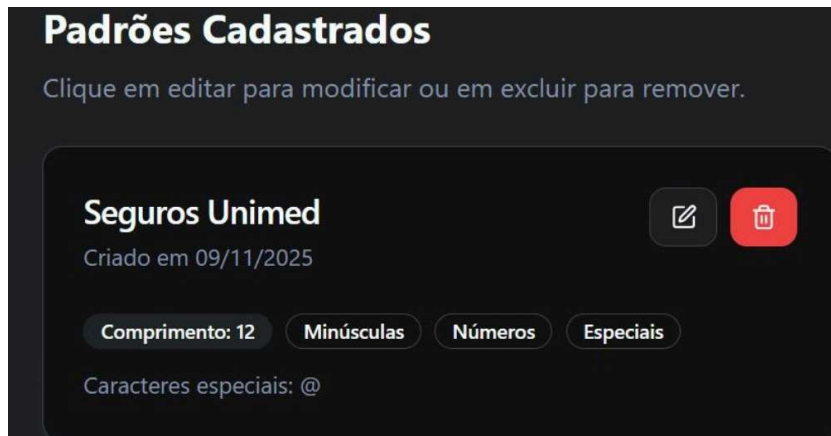 Padrões Cadastrados
Clique em editar para modificar ou em excluir para remover.
Seguros Unimed
Criado em 09/11/2025
Comprimento: 12 Minúsculas Números Especiais
Caracteres especiais: @